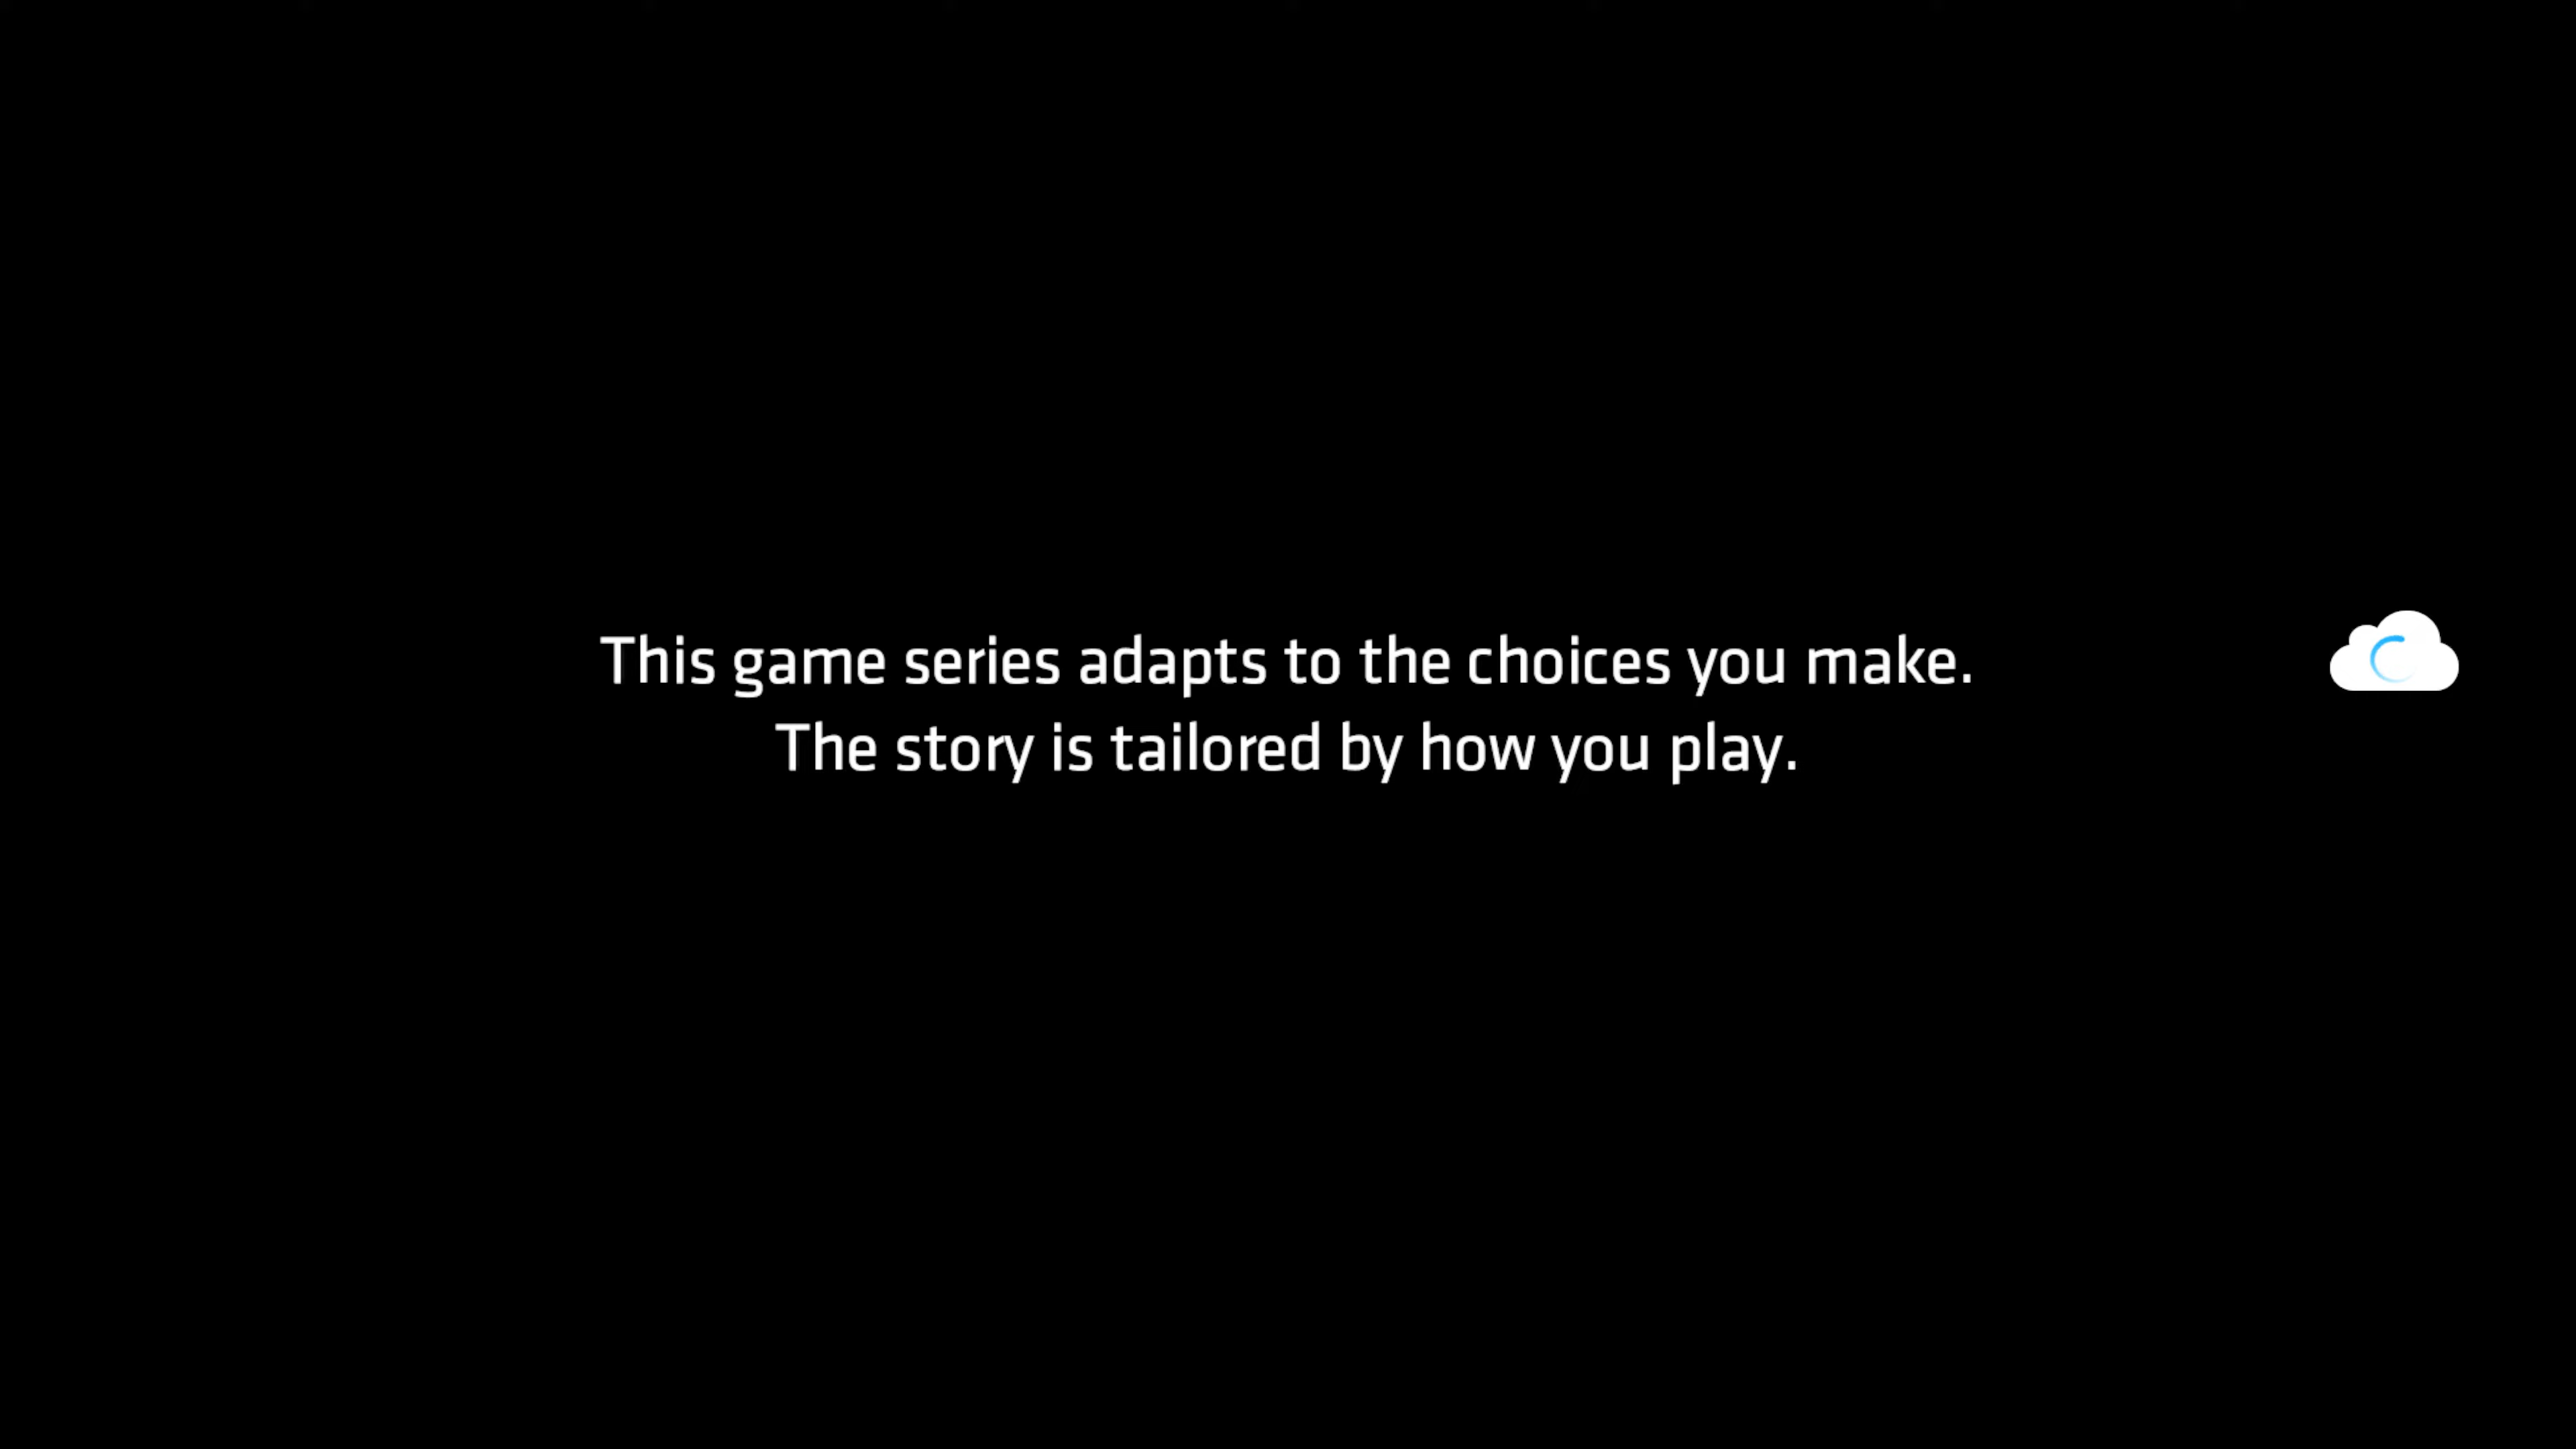 This game series adapts to the choices you make.
The story is tailored by how you play.